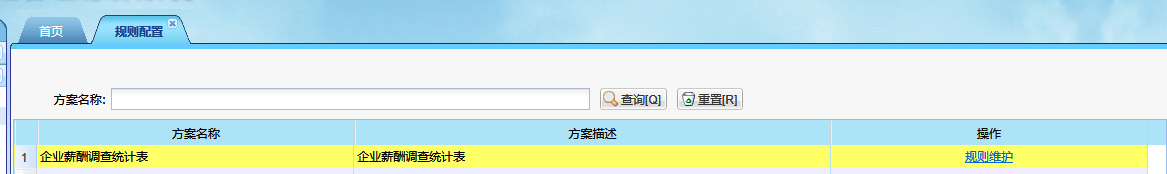 首页 规则配置
方案名称: 查询[Q] 重置[R]
方案名称 方案描述 操作
1 企业薪酬调查统计表 企业薪酬调查统计表 规则维护